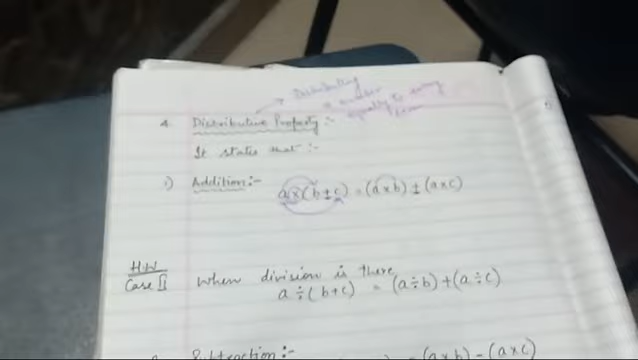 Distributing
a number
equally to every
term
4. Distributive Property :-
It states that :-
i) Addition :- a×(b±c) = (a×b) ± (a×c)
H.W
Case II When division is there
a÷(b+c) = (a÷b)+(a÷c)
Subtraction :- = (a×b) - (a×c)